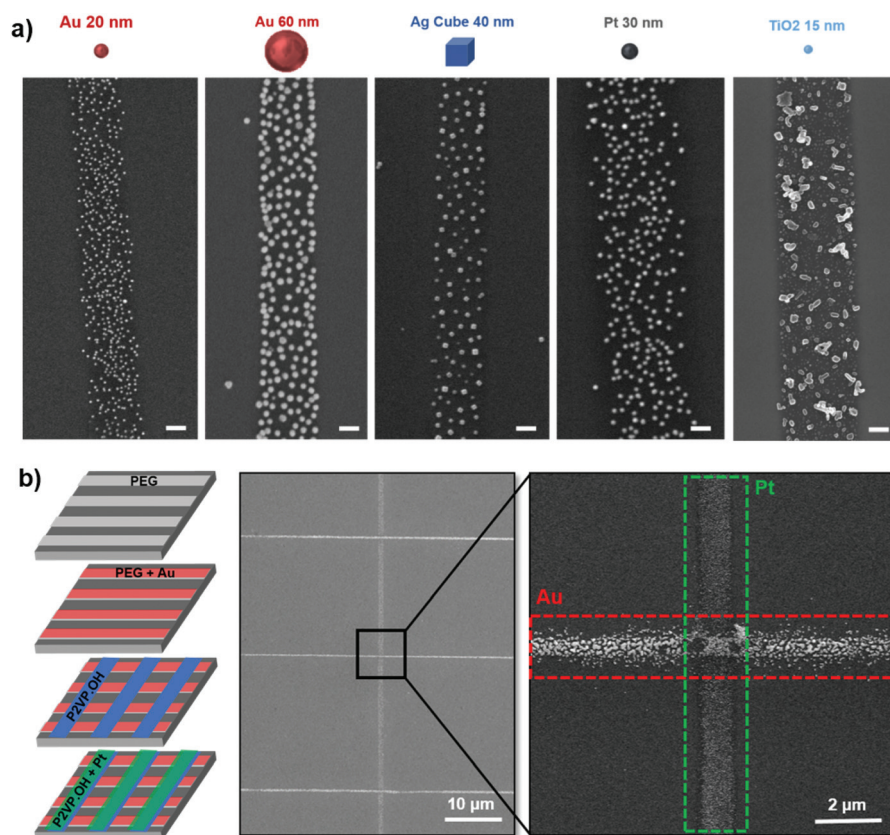 a)
Au 20 nm
Au 60 nm
Ag Cube 40 nm
Pt 30 nm
TiO2 15 nm
b)
PEG
PEG + Au
P2VP.OH
P2VP.OH + Pt
10 µm
Pt
Au
2 µm